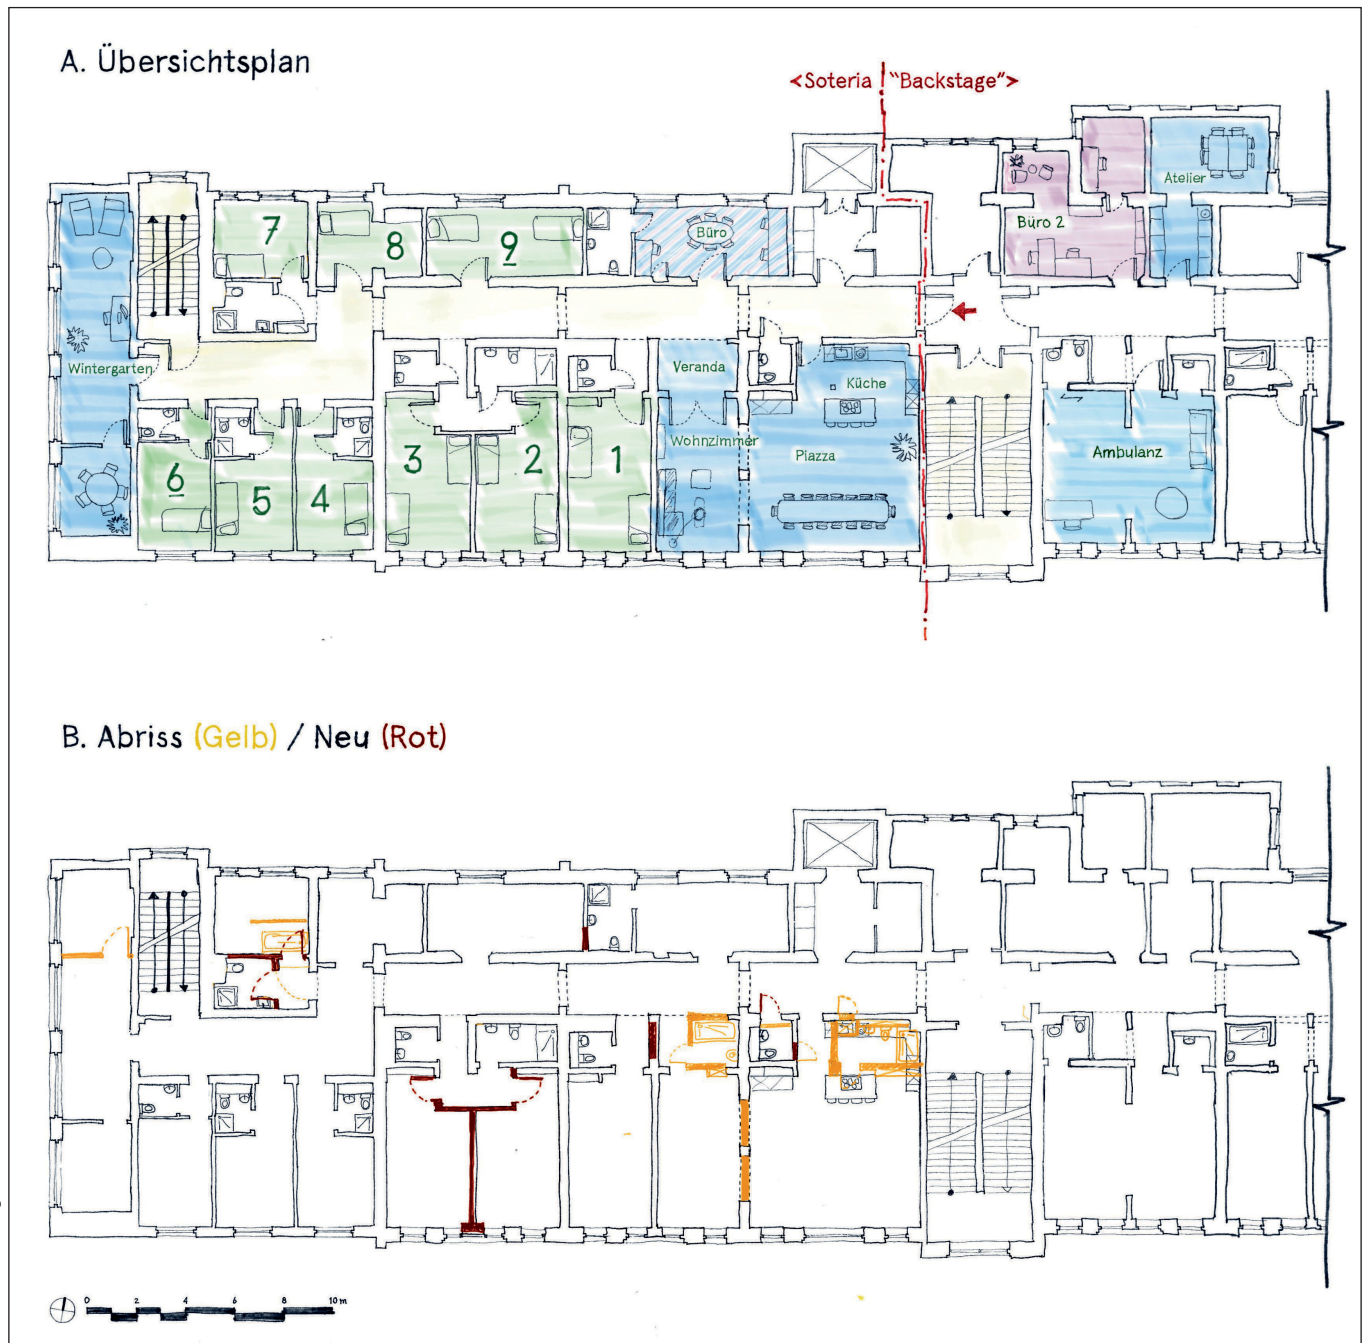 A. Übersichtsplan
<Soteria "Backstage">
7
8
9
Büro
Büro 2
Atelier
Wintergarten
Veranda
Küche
Wohnzimmer
Piazza
Ambulanz
6
5
4
3
2
1
B. Abriss (Gelb) / Neu (Rot)
0 2 4 6 8 10 m